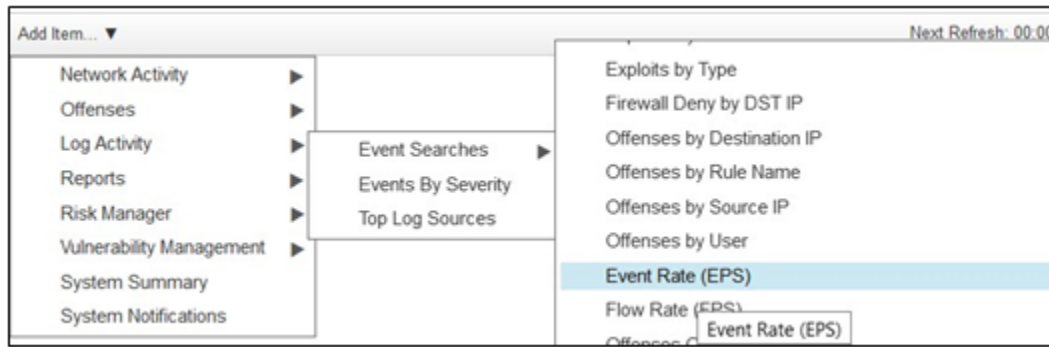 Add Item... ▼
Next Refresh: 00:00
Network Activity
Offenses
Log Activity
Reports
Risk Manager
Vulnerability Management
System Summary
System Notifications
Event Searches
Events By Severity
Top Log Sources
Exploits by Type
Firewall Deny by DST IP
Offenses by Destination IP
Offenses by Rule Name
Offenses by Source IP
Offenses by User
Event Rate (EPS)
Flow Rate (EPS)
Event Rate (EPS)
Offenses